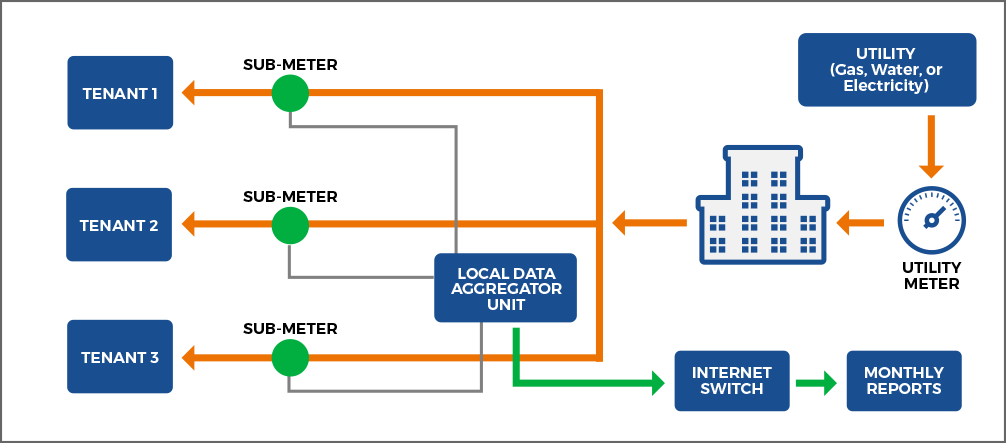 TENANT 1
SUB-METER
UTILITY
(Gas, Water, or
Electricity)
TENANT 2
SUB-METER
UTILITY
METER
LOCAL DATA
AGGREGATOR
UNIT
TENANT 3
SUB-METER
INTERNET
SWITCH
MONTHLY
REPORTS